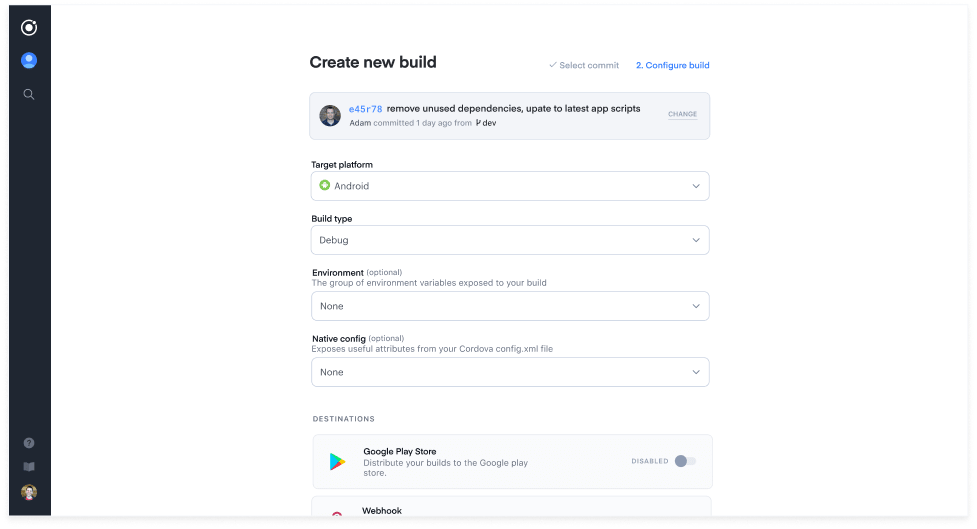 Create new build
Select commit
2. Configure build
e45r78 remove unused dependencies, upate to latest app scripts
Adam committed 1 day ago from dev
CHANGE
Target platform
Android
Build type
Debug
Environment (optional)
The group of environment variables exposed to your build
None
Native config (optional)
Exposes useful attributes from your Cordova config.xml file
None
DESTINATIONS
Google Play Store
Distribute your builds to the Google play
store.
DISABLED
Webhook